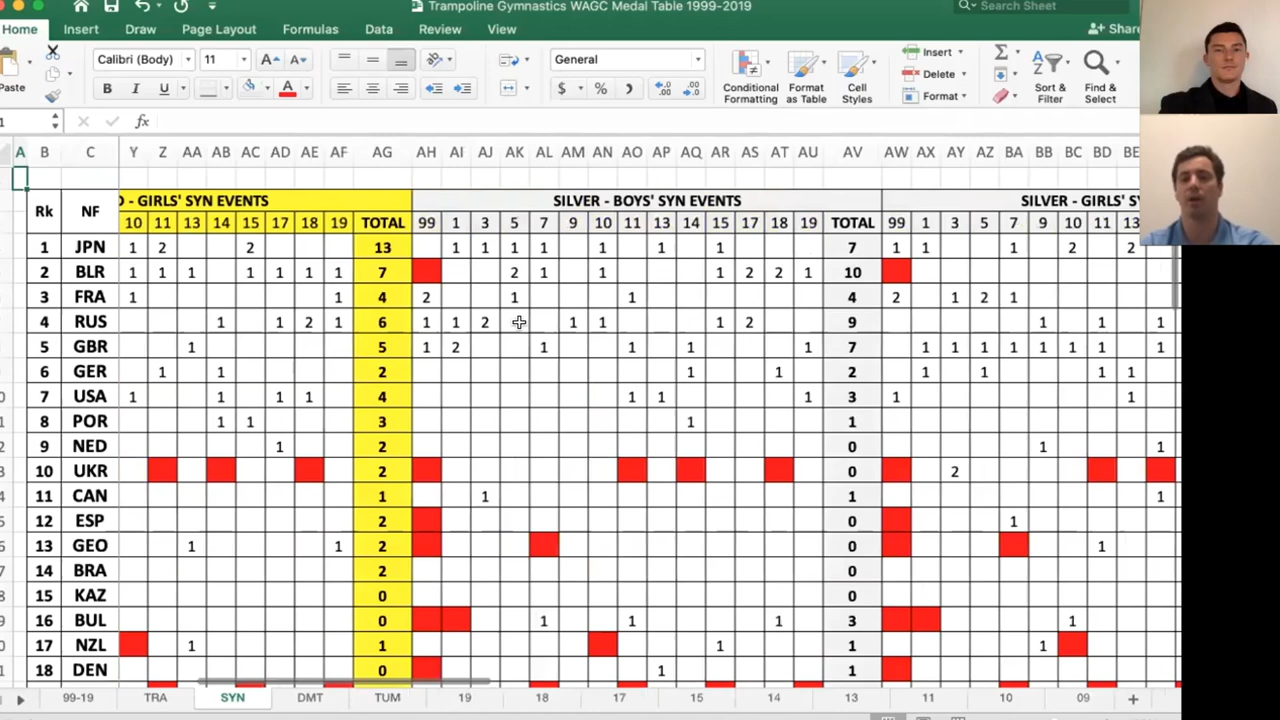 Trampoline Gymnastics WAGC Medal Table 1999-2019
Search Sheet
Home Insert Draw Page Layout Formulas Data Review View
Calibri (Body) 11 General Insert Σ
Delete
Paste B I U A $ % Conditional Formatting Format as Table Cell Styles Format Sort & Filter Find & Select
fx
A B C Y Z AA AB AC AD AE AF AG AH AI AJ AK AL AM AN AO AP AQ AR AS AT AU AV AW AX AY AZ BA BB BC BD BE
Rk NF - GIRLS' SYN EVENTS SILVER - BOYS' SYN EVENTS
10 11 13 14 15 17 18 19 TOTAL 99 1 3 5 7 9 10 11 13 14 15 17 18 19 TOTAL 99 1 3 5 7 9 10 11 13
1 JPN 1 2 2 13 1 1 1 1 1 1 1 7 1 1 1 2 2
2 BLR 1 1 1 1 1 1 1 7 2 1 1 1 2 2 1 10
3 FRA 1 1 4 2 1 1 4 2 1 2 1
4 RUS 1 1 2 1 6 1 1 2 1 1 1 2 9 1 1 1
5 GBR 1 5 1 2 1 1 1 1 7 1 1 1 1 1 1 1 1
6 GER 1 1 2 1 1 2 1 1 1 1
7 USA 1 1 1 1 4 1 1 1 3 1 1
8 POR 1 1 3 1 1
9 NED 1 2 0 1 1
10 UKR 2 0 2
11 CAN 1 1 1 1
12 ESP 2 0 1
13 GEO 1 1 2 0 1
14 BRA 2 0
15 KAZ 0 0
16 BUL 0 1 1 1 3 1
17 NZL 1 1 1 1 1
18 DEN 0 1 1
99-19 TRA SYN DMT TUM 19 18 17 15 14 13 11 10 09 +